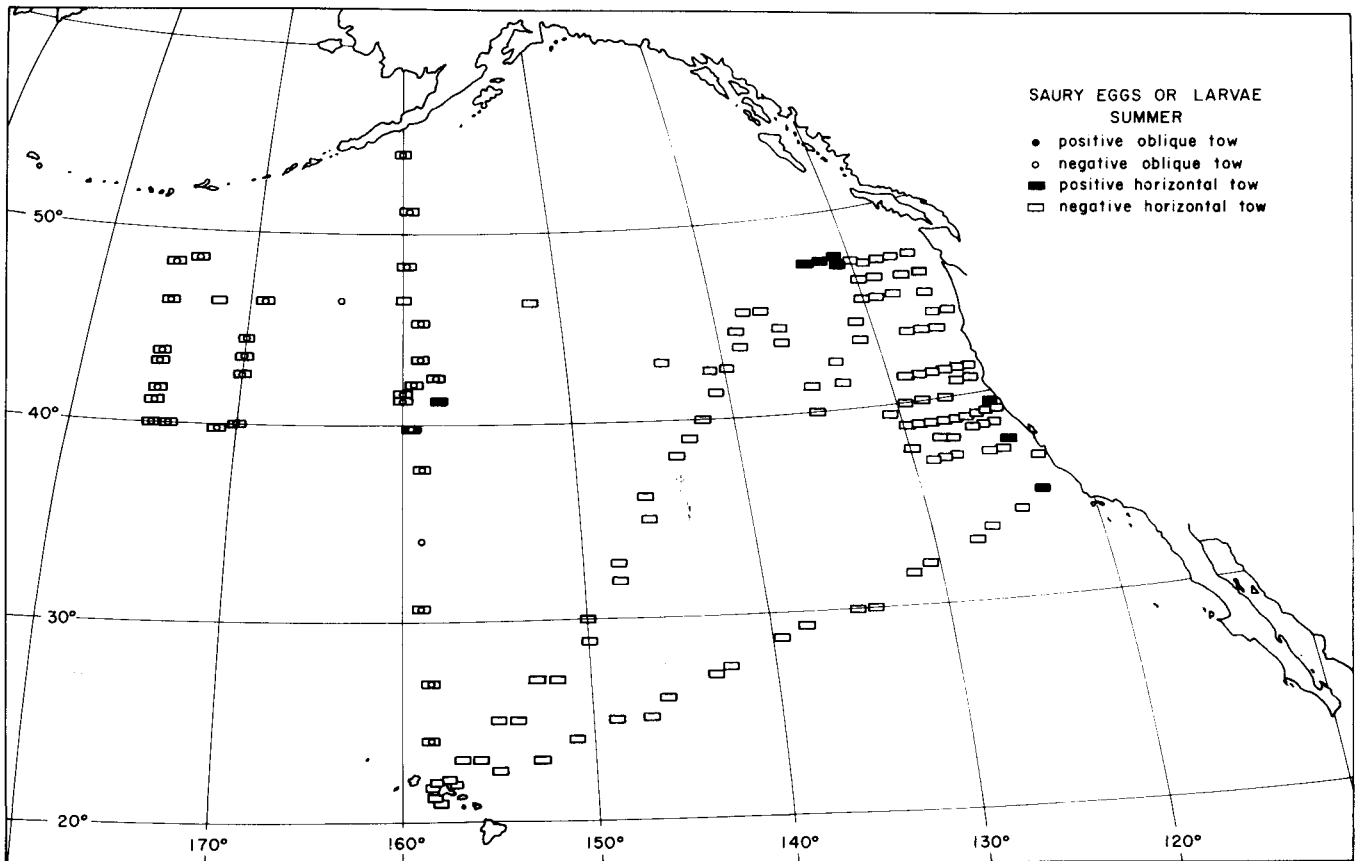 SAURY EGGS OR LARVAE
SUMMER
positive oblique tow
negative oblique tow
positive horizontal tow
negative horizontal tow
50°
40°
30°
20°
170° 160° 150° 140° 130° 120°